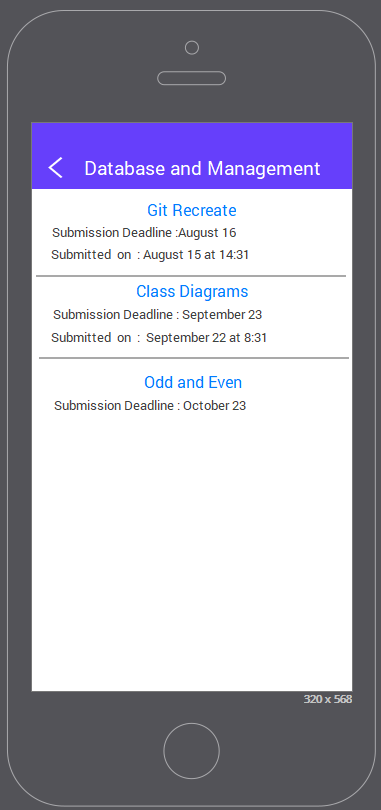 Database and Management
Git Recreate
Submission Deadline :August 16
Submitted on : August 15 at 14:31
Class Diagrams
Submission Deadline : September 23
Submitted on : September 22 at 8:31
Odd and Even
Submission Deadline : October 23
320 x 568